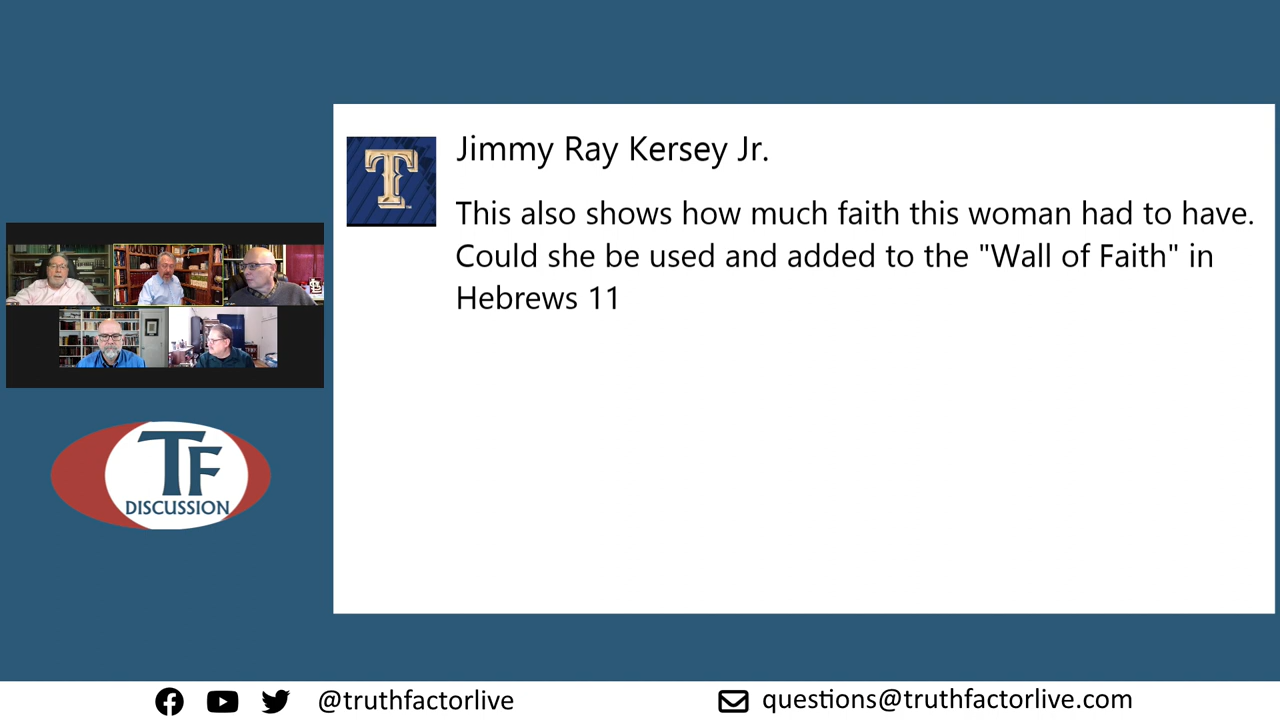 Jimmy Ray Kersey Jr.
T
This also shows how much faith this woman had to have.
Could she be used and added to the "Wall of Faith" in
Hebrews 11
TF
DISCUSSION
@truthfactorlive
questions@truthfactorlive.com